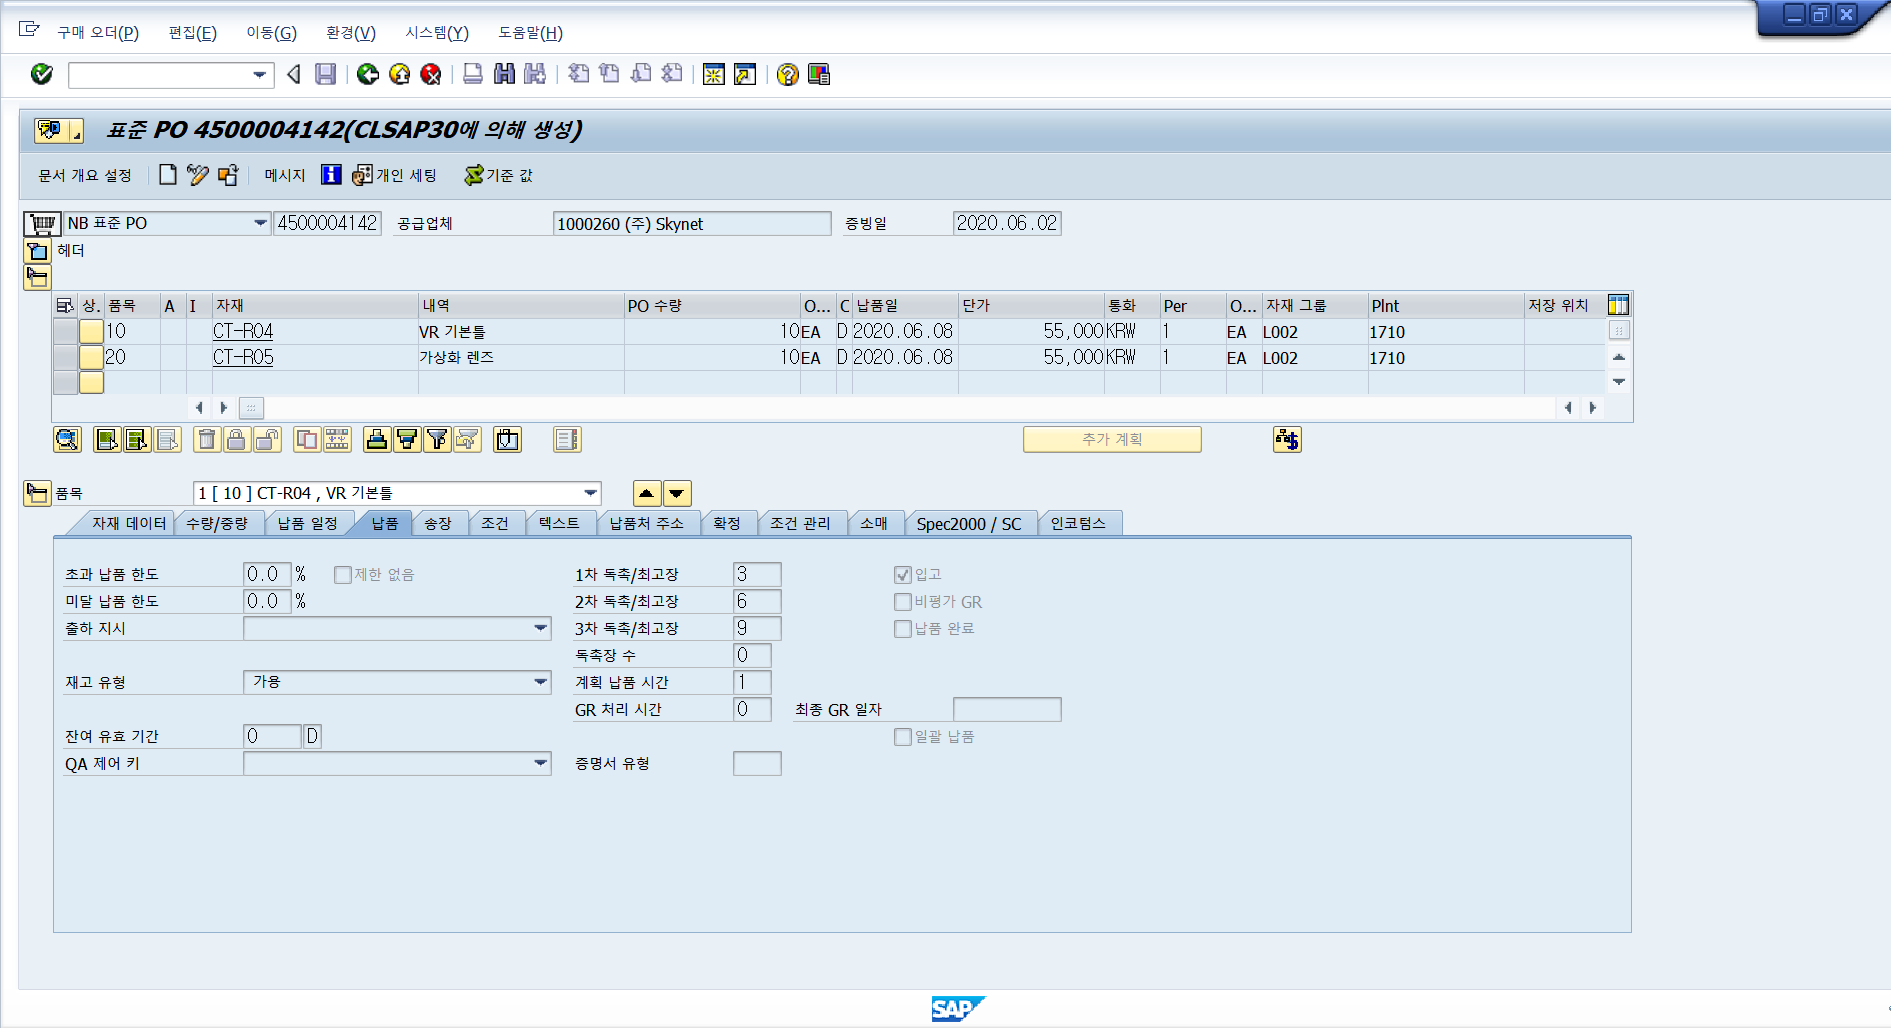 구매 오더(P) 편집(E) 이동(G) 환경(V) 시스템(Y) 도움말(H)
표준 PO 4500004142(CLSAP30에 의해 생성)
문서 개요 설정 메시지 개인 세팅 기준 값
NB 표준 PO 4500004142 공급업체 1000260 (주) Skynet 증빙일 2020.06.02
헤더
상. 품목 A I 자재 내역 PO 수량 O... C 납품일 단가 통화 Per O... 자재 그룹 Plnt 저장 위치
10 CT-R04 VR 기본틀 10 EA D 2020.06.08 55,000 KRW 1 EA L002 1710
20 CT-R05 가상화 렌즈 10 EA D 2020.06.08 55,000 KRW 1 EA L002 1710
추가 계획
품목 1 [ 10 ] CT-R04 , VR 기본틀
자재 데이터 수량/중량 납품 일정 납품 송장 조건 텍스트 납품처 주소 확정 조건 관리 소매 Spec2000 / SC 인코텀스
초과 납품 한도 0.0 % 제한 없음 1차 독촉/최고장 3 입고
미달 납품 한도 0.0 % 2차 독촉/최고장 6 비평가 GR
출하 지시 3차 독촉/최고장 9 납품 완료
독촉장 수 0
재고 유형 가용 계획 납품 시간 1
GR 처리 시간 0 최종 GR 일자
잔여 유효 기간 0 D 일괄 납품
QA 제어 키 증명서 유형
SAP